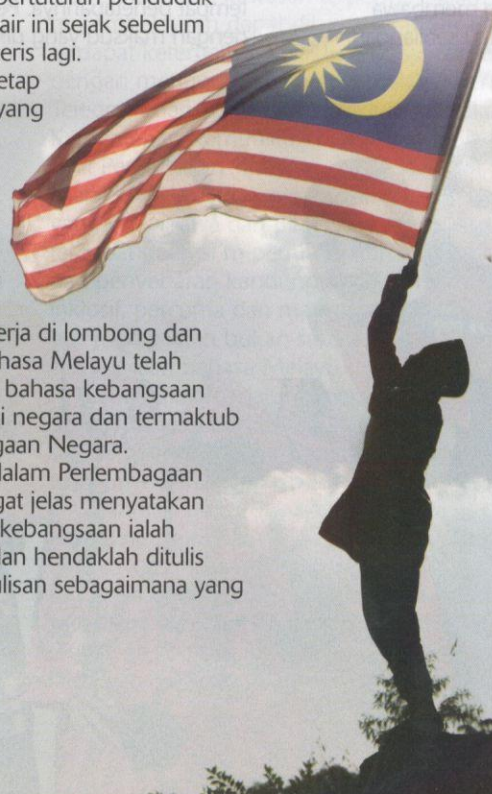 pertuturan penduduk
air ini sejak sebelum
eris lagi.
etap
yang
erja di lombong dan
hasa Melayu telah
bahasa kebangsaan
i negara dan termaktub
gaan Negara.
dalam Perlembagaan
gat jelas menyatakan
kebangsaan ialah
dan hendaklah ditulis
ulisan sebagaimana yang